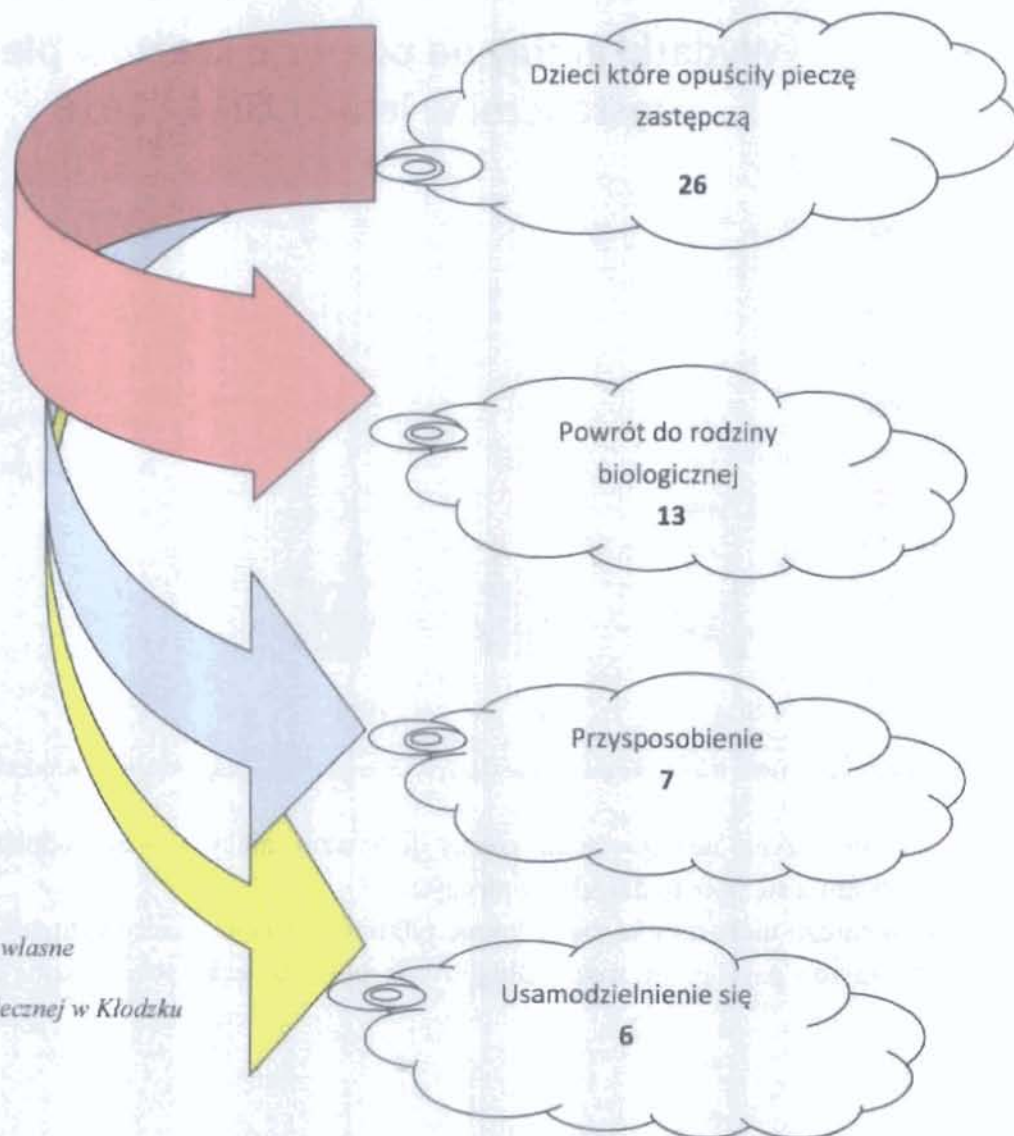 Dzieci które opuściły pieczę
zastępczą
26
Powrót do rodziny
biologicznej
13
Przysposobienie
7
własne
ecznej w Kłodzku
Usamodzielnienie się
6